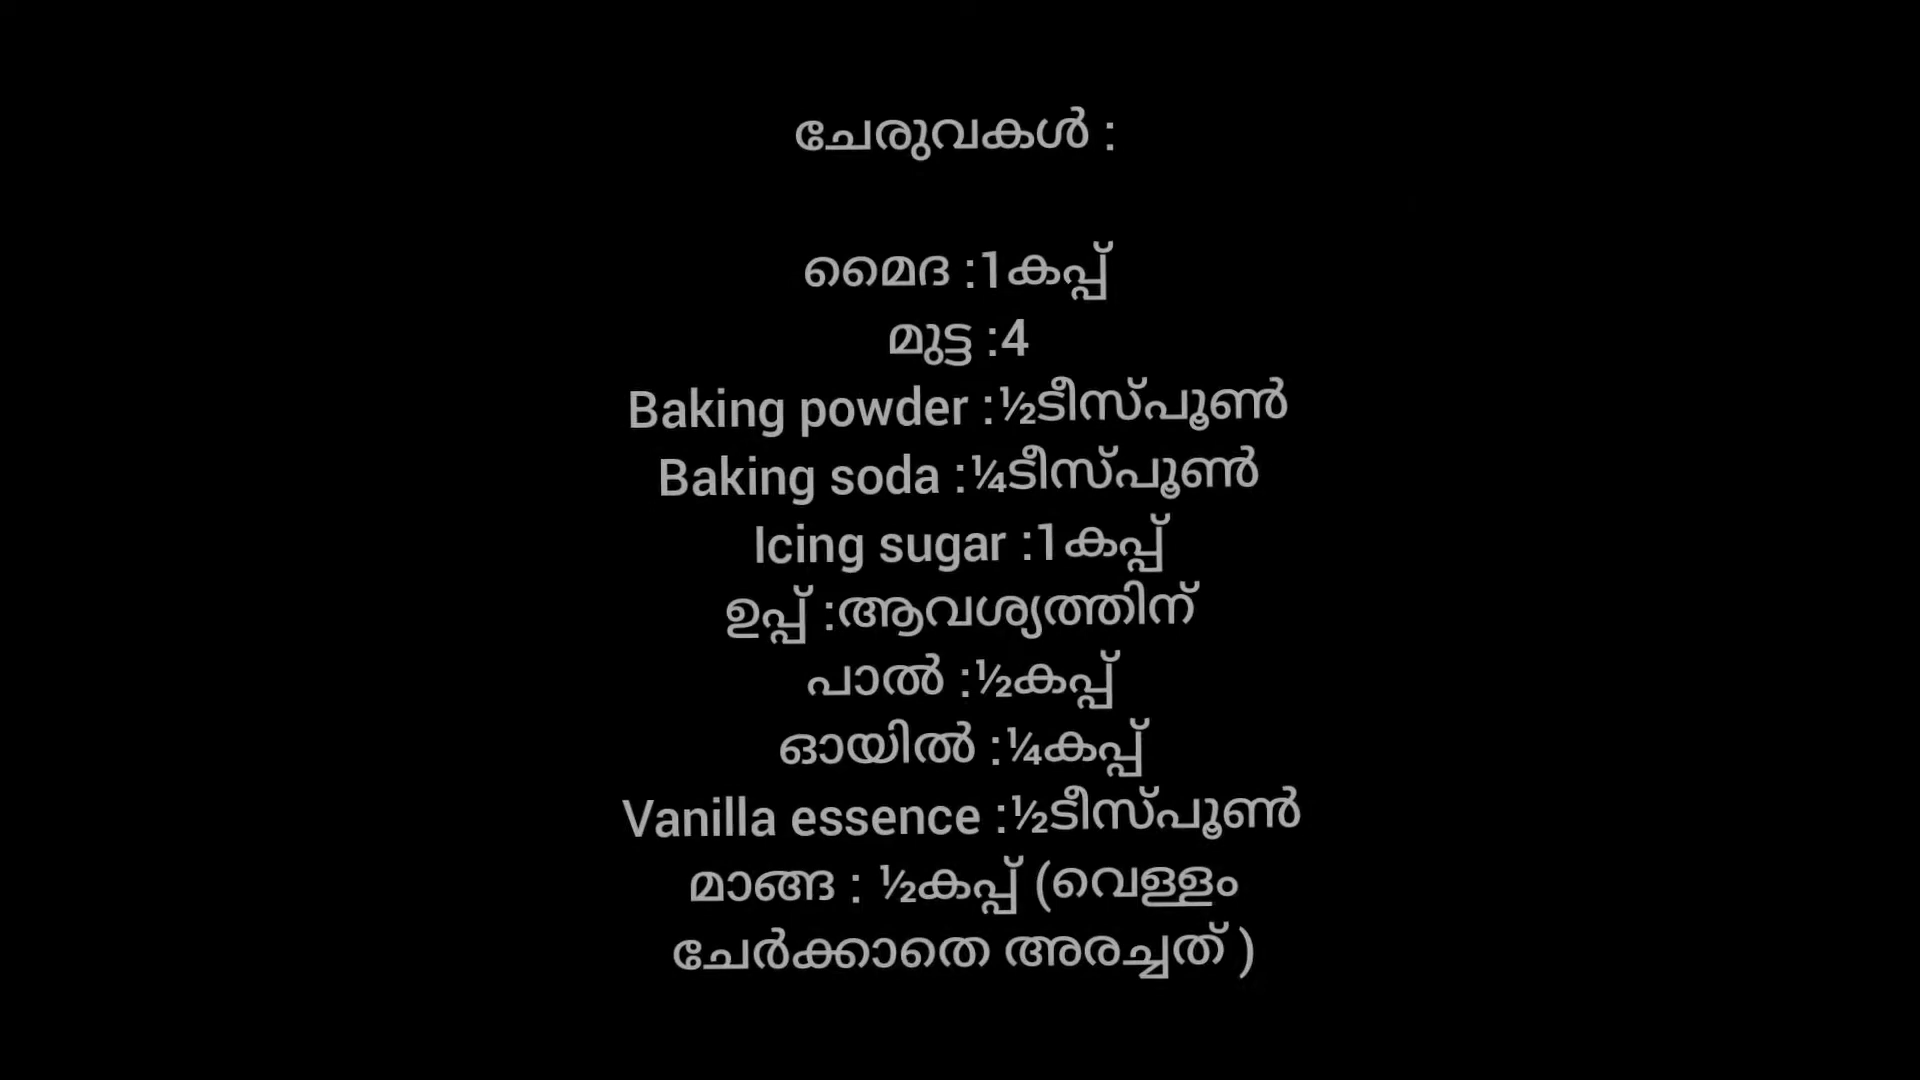 ചേരുവകൾ :
മൈദ :1കപ്പ്
മുട്ട :4
Baking powder :½ടീസ്പൂൺ
Baking soda :¼ടീസ്പൂൺ
Icing sugar :1കപ്പ്
ഉപ്പ് :ആവശ്യത്തിന്
പാൽ :½കപ്പ്
ഓയിൽ :¼കപ്പ്
Vanilla essence :½ടീസ്പൂൺ
മാങ്ങ : ½കപ്പ് (വെള്ളം
ചേർക്കാതെ അരച്ചത് )